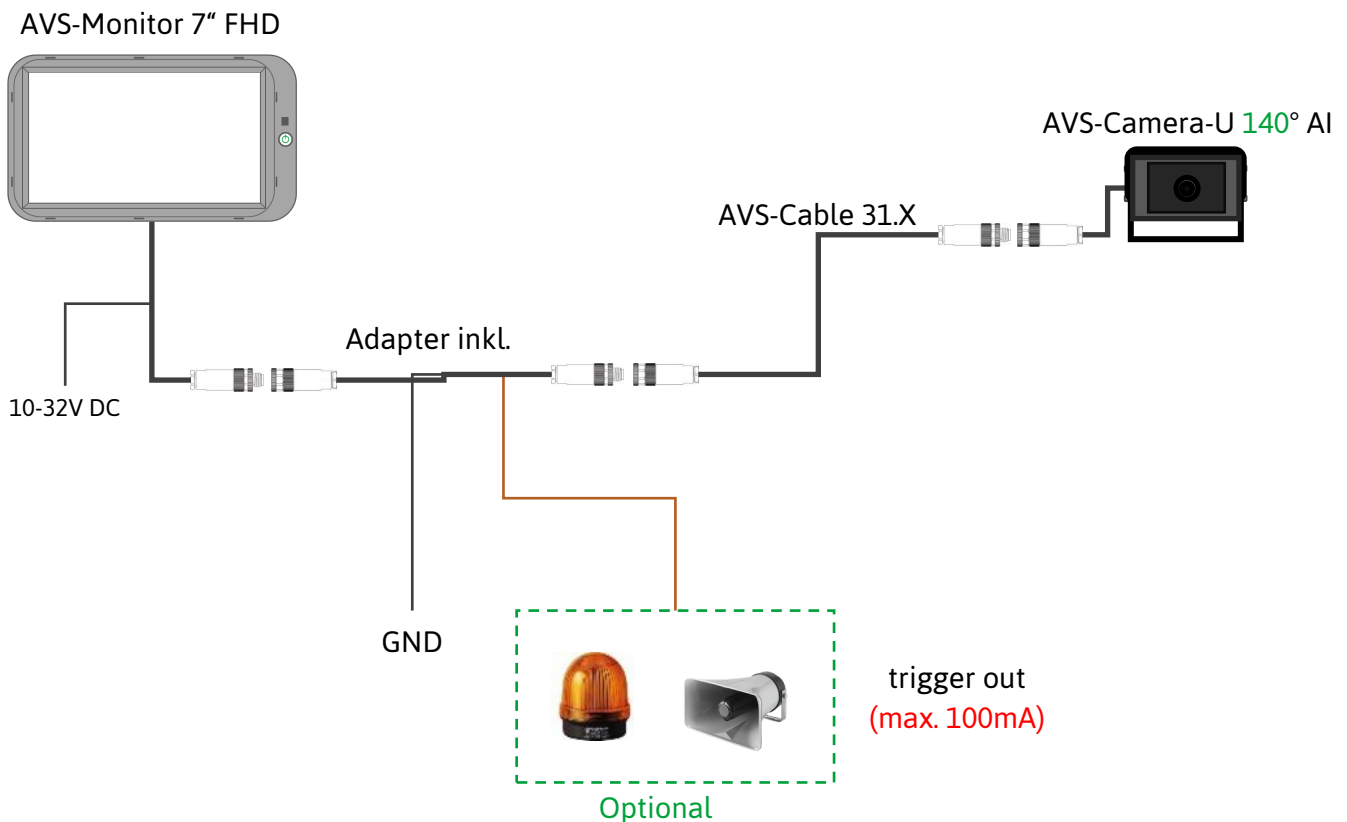 AVS-Monitor 7“ FHD
AVS-Camera-U 140° AI
AVS-Cable 31.X
Adapter inkl.
10-32V DC
GND
trigger out
(max. 100mA)
Optional